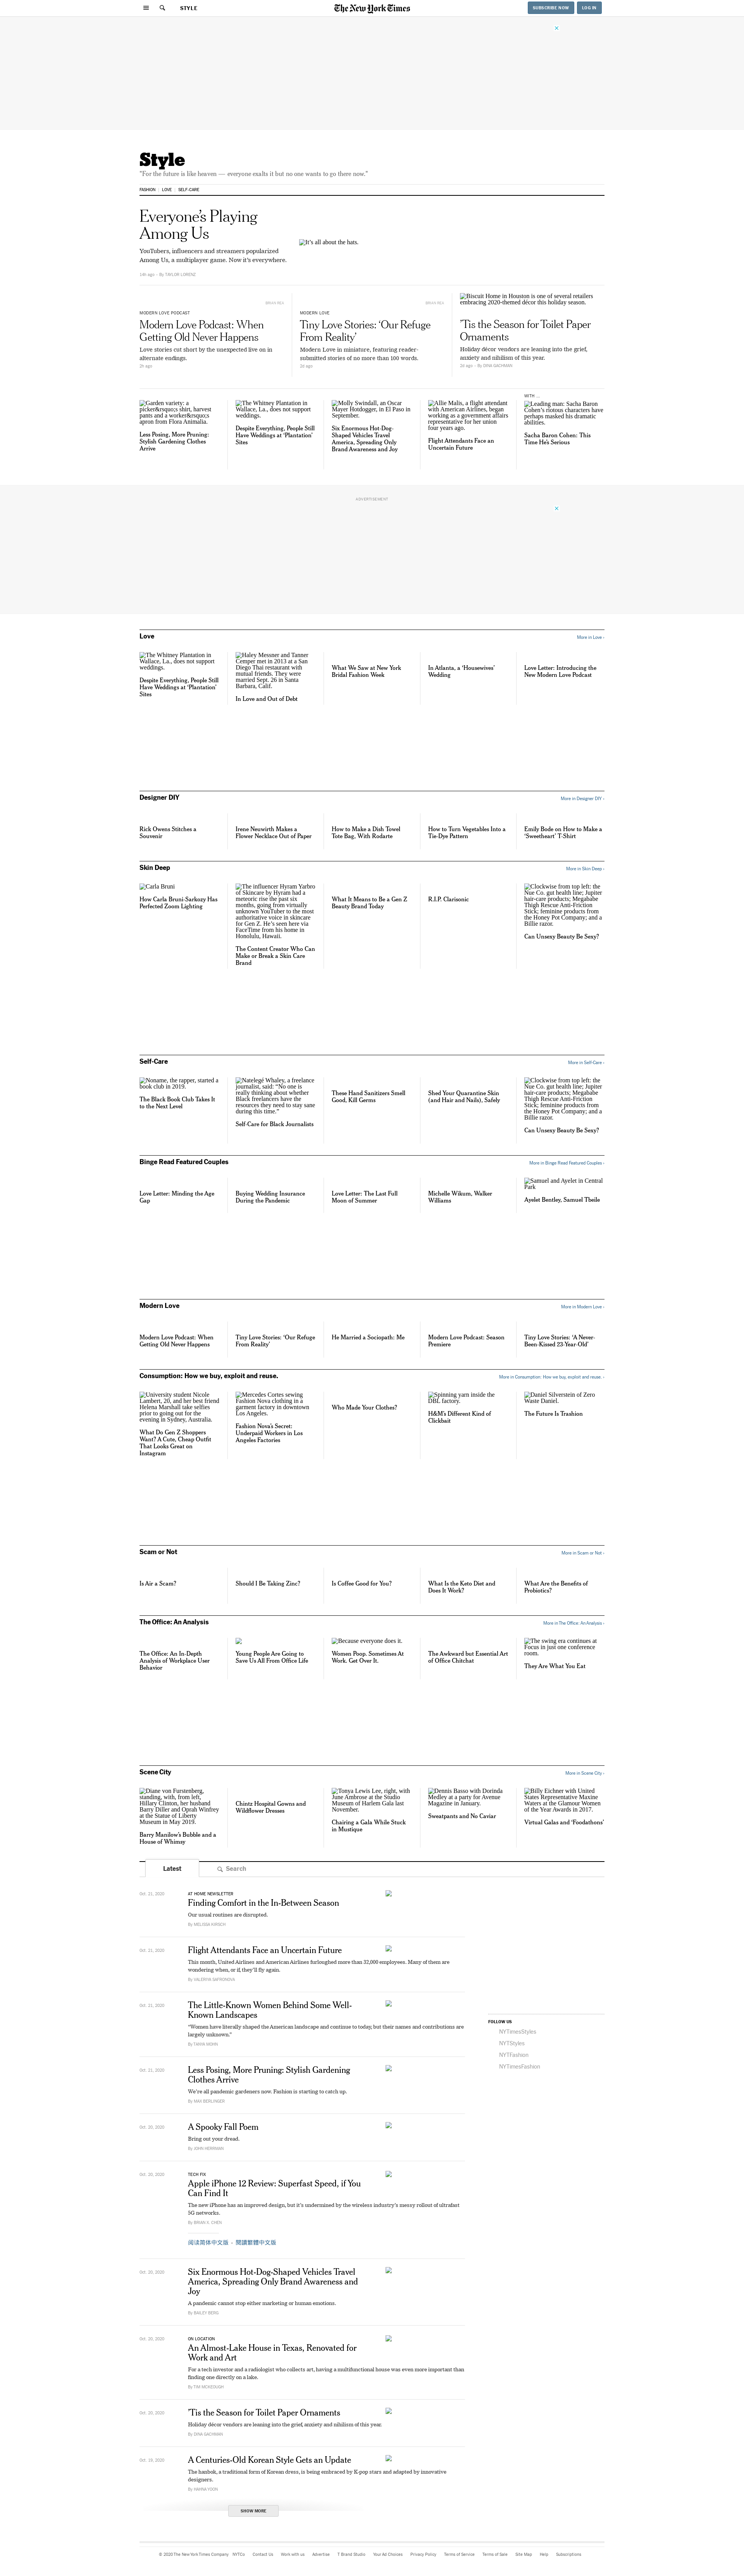 STYLE
The New York Times
SUBSCRIBE NOW
LOG IN
Style
"For the future is like heaven — everyone exalts it but no one wants to go there now."
FASHION
LOVE
SELF-CARE
Everyone's Playing
Among Us
YouTubers, influencers and streamers popularized
Among Us, a multiplayer game. Now it's everywhere.
14h ago · By TAYLOR LORENZ
It's all about the hats.
MODERN LOVE PODCAST
Modern Love Podcast: When
Getting Old Never Happens
Love stories cut short by the unexpected live on in
alternate endings.
2h ago
Brian Rea
MODERN LOVE
Tiny Love Stories: 'Our Refuge
From Reality'
Modern Love in miniature, featuring reader-
submitted stories of no more than 100 words.
Brian Rea
Biscuit Home in Houston is one of several retailers
embracing 2020-themed décor this holiday season.
'Tis the Season for Toilet Paper
Ornaments
Holiday décor vendors are leaning into the grief,
anxiety and nihilism of this year.
Garden variety: a
picker&rsquo;s shirt, harvest
pants and a worker&rsquo;s
apron from Flora Animalia.
Less Posing, More Pruning:
Stylish Gardening Clothes
Arrive
The Whitney Plantation in
Wallace, La., does not support
weddings.
Despite Everything, People Still
Have Weddings at 'Plantation'
Sites
Molly Swindall, an Oscar
Mayer Hotdogger, in El Paso in
September.
Six Enormous Hot-Dog-
Shaped Vehicles Travel
America, Spreading Only
Brand Awareness and Joy
Allie Malis, a flight attendant
with American Airlines, began
working as a government affairs
representative for her union
four years ago.
Flight Attendants Face an
Uncertain Future
WITH ...
Leading man: Sacha Baron
Cohen's riotous characters have
perhaps masked his dramatic
abilities.
Sacha Baron Cohen: This
Time He's Serious
ADVERTISEMENT
Love
More in Love ›
The Whitney Plantation in
Wallace, La., does not support
weddings.
Despite Everything, People Still
Have Weddings at 'Plantation'
Sites
Haley Messner and Tanner
Cemper met in 2013 at a San
Diego Thai restaurant with
mutual friends. They were
married Sept. 26 in Santa
Barbara, Calif.
In Love and Out of Debt
What We Saw at New York
Bridal Fashion Week
In Atlanta, a 'Housewives'
Wedding
Love Letter: Introducing the
New Modern Love Podcast
Designer DIY
More in Designer DIY ›
Rick Owens Stitches a
Souvenir
Irene Neuwirth Makes a
Flower Necklace Out of Paper
How to Make a Dish Towel
Tote Bag, With Rodarte
How to Turn Vegetables Into a
Tie-Dye Pattern
Emily Bode on How to Make a
'Sweetheart' T-Shirt
Skin Deep
More in Skin Deep ›
Carla Bruni
How Carla Bruni-Sarkozy Has
Perfected Zoom Lighting
The influencer Hyram Yarbro
of Skincare by Hyram had a
meteoric rise the past six
months, going from virtually
unknown YouTuber to the most
authoritative voice in skincare
for Gen Z. He's seen here via
FaceTime from his home in
Honolulu, Hawaii.
The Content Creator Who Can
Make or Break a Skin Care
Brand
What It Means to Be a Gen Z
Beauty Brand Today
R.I.P. Clarisonic
Clockwise from top left: the
Nue Co. gut health line; Jupiter
hair-care products; Megababe
Thigh Rescue Anti-Friction
Stick; feminine products from
the Honey Pot Company; and a
Billie razor.
Can Unsexy Beauty Be Sexy?
Self-Care
More in Self-Care ›
Noname, the rapper, started a
book club in 2019.
The Black Book Club Takes It
to the Next Level
Natelegé Whaley, a freelance
journalist, said: "No one is
really thinking about whether
Black freelancers have the
resources they need to stay sane
during this time."
Self-Care for Black Journalists
These Hand Sanitizers Smell
Good, Kill Germs
Shed Your Quarantine Skin
(and Hair and Nails), Safely
Clockwise from top left: the
Nue Co. gut health line; Jupiter
hair-care products; Megababe
Thigh Rescue Anti-Friction
Stick; feminine products from
the Honey Pot Company; and a
Billie razor.
Can Unsexy Beauty Be Sexy?
Binge Read Featured Couples
More in Binge Read Featured Couples ›
Love Letter: Minding the Age
Gap
Buying Wedding Insurance
During the Pandemic
Love Letter: The Last Full
Moon of Summer
Michelle Wikum, Walker
Williams
Samuel and Ayelet in Central
Park
Ayelet Bentley, Samuel Tbeile
Modern Love
More in Modern Love ›
Modern Love Podcast: When
Getting Old Never Happens
Tiny Love Stories: 'Our Refuge
From Reality'
He Married a Sociopath: Me
Modern Love Podcast: Season
Premiere
Tiny Love Stories: 'A Never-
Been Kissed 23-Year-Old'
Consumption: How we buy, exploit and reuse.
More in Consumption: How we buy, exploit and reuse. ›
University student Nicole
Lambert, 20, and her best friend
Helena Marshall take selfies
prior to going out for the
evening in Sydney, Australia.
What Do Gen Z Shoppers
Want? A Cute, Cheap Outfit
That Looks Great on
Instagram
Mercedes Cortes sewing
Fashion Nova clothing in a
garment factory in downtown
Los Angeles.
Fashion Nova's Secret:
Underpaid Workers in Los
Angeles Factories
Who Made Your Clothes?
Spinning yarn inside the
DBL factory.
H&M's Different Kind of
Clickbait
Daniel Silverstein of Zero
Waste Daniel.
The Future Is Trashion
Scam or Not
More in Scam or Not ›
Is Air a Scam?
Should I Be Taking Zinc?
Is Coffee Good for You?
What Is the Keto Diet and
Does It Work?
What Are the Benefits of
Probiotics?
The Office: An Analysis
More in The Office: An Analysis ›
The Office: An In-Depth
Analysis of Workplace User
Behavior
Young People Are Going to
Save Us All From Office Life
Because everyone does it.
Women Poop. Sometimes At
Work. Get Over It.
The Awkward but Essential Art
of Office Chitchat
The swing era continues at
Focus in just one conference
room.
They Are What You Eat
Scene City
More in Scene City ›
Diane von Furstenberg,
standing, with, from left,
Hillary Clinton, her husband
Barry Diller and Oprah Winfrey
at the Statue of Liberty
Museum in May 2019.
Barry Manilow's Bubble and a
House of Whimsy
Chintz Hospital Gowns and
Wildflower Dresses
Tonya Lewis Lee, right, with
June Ambrose at the Studio
Museum of Harlem Gala last
November.
Chairing a Gala While Stuck
in Mustique
Dennis Basso with Dorinda
Medley at a party for Avenue
Magazine in January.
Sweatpants and No Caviar
Billy Eichner with United
States Representative Maxine
Waters at the Glamour Women
of the Year Awards in 2017.
Virtual Galas and 'Foodathons'
Latest
Search
Oct. 21, 2020
AT HOME NEWSLETTER
Finding Comfort in the In-Between Season
Our usual routines are disrupted.
By MELISSA KIRSCH
Oct. 21, 2020
Flight Attendants Face an Uncertain Future
This month, United Airlines and American Airlines furloughed more than 32,000 employees. Many of them are
wondering when, or if, they'll fly again.
By VALERIYA SAFRONOVA
Oct. 21, 2020
The Little-Known Women Behind Some Well-
Known Landscapes
"Women have literally shaped the American landscape and continue to today, but their names and contributions are
largely unknown."
By TANYA MOHN
Oct. 21, 2020
Less Posing, More Pruning: Stylish Gardening
Clothes Arrive
We're all pandemic gardeners now. Fashion is starting to catch up.
By MAX BERLINGER
Oct. 20, 2020
A Spooky Fall Poem
Bring out your dread.
By JOHN HERRMAN
Oct. 20, 2020
TECH FIX
Apple iPhone 12 Review: Superfast Speed, if You
Can Find It
The new iPhone has an improved design, but it's undermined by the wireless industry's messy rollout of ultrafast
5G networks.
By BRIAN X. CHEN
阅读简体中文版 · 閱讀繁體中文版
Oct. 20, 2020
Six Enormous Hot-Dog-Shaped Vehicles Travel
America, Spreading Only Brand Awareness and
Joy
A pandemic cannot stop either marketing or human emotions.
By BAILEY BERG
Oct. 20, 2020
ON LOCATION
An Almost-Lake House in Texas, Renovated for
Work and Art
For a tech investor and a radiologist who collects art, having a multifunctional house was even more important than
finding one directly on a lake.
By TIM McKEOUGH
Oct. 20, 2020
'Tis the Season for Toilet Paper Ornaments
Holiday décor vendors are leaning into the grief, anxiety and nihilism of this year.
By DINA GACHMAN
Oct. 19, 2020
A Centuries-Old Korean Style Gets an Update
The hanbok, a traditional form of Korean dress, is being embraced by K-pop stars and adapted by innovative
designers.
By HAHNA YOON
SHOW MORE
FOLLOW US
NYTimesStyles
NYTStyles
NYTFashion
NYTimesFashion
© 2020 The New York Times Company
NYTCo
Contact Us
Work with us
Advertise
T Brand Studio
Your Ad Choices
Privacy Policy
Terms of Service
Terms of Sale
Site Map
Help
Subscriptions